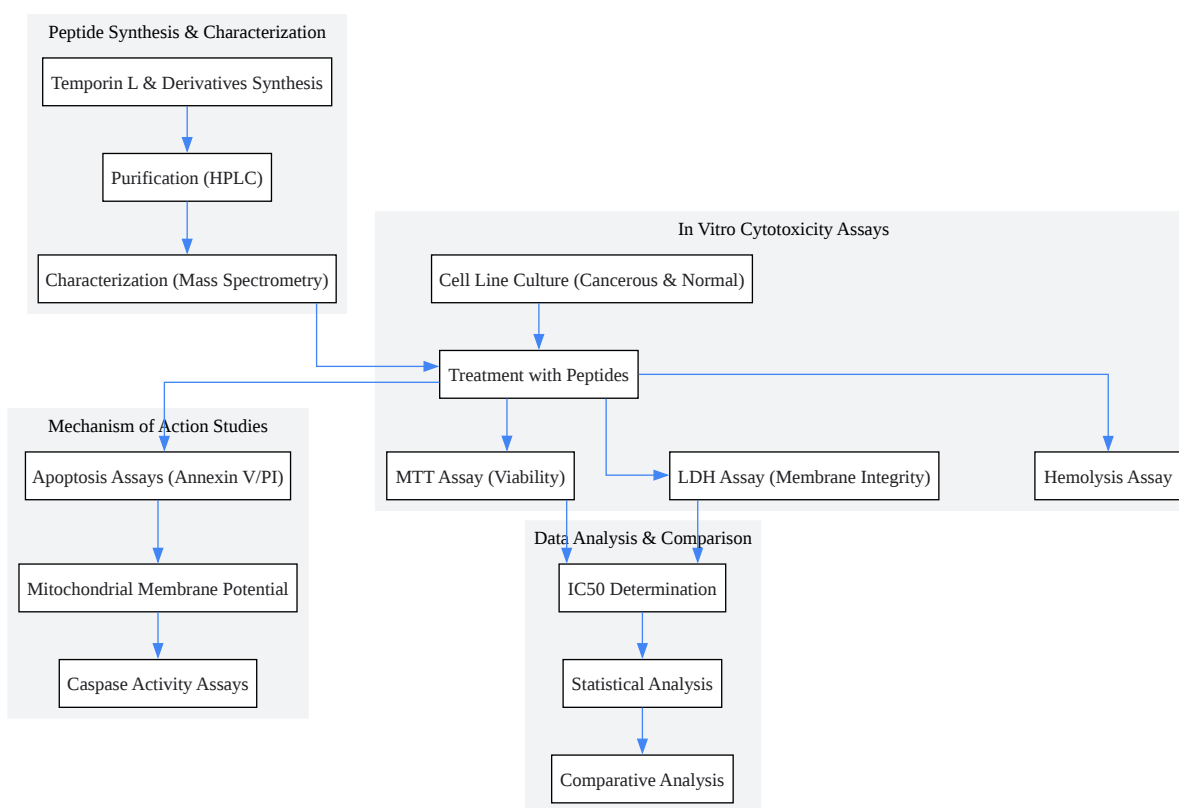 Peptide Synthesis & Characterization
Temporin L & Derivatives Synthesis
Purification (HPLC)
Characterization (Mass Spectrometry)
In Vitro Cytotoxicity Assays
Cell Line Culture (Cancerous & Normal)
Treatment with Peptides
MTT Assay (Viability)
LDH Assay (Membrane Integrity)
Hemolysis Assay
Mechanism of Action Studies
Apoptosis Assays (Annexin V/PI)
Mitochondrial Membrane Potential
Caspase Activity Assays
Data Analysis & Comparison
IC50 Determination
Statistical Analysis
Comparative Analysis